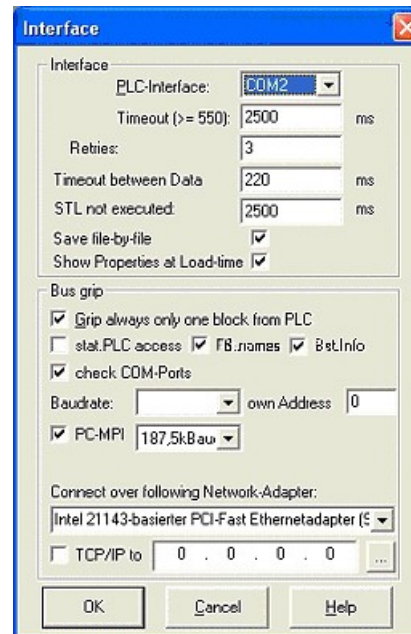 Interface
Interface
PLC-Interface: COM2
Timeout (>= 550): 2500 ms
Retries: 3
Timeout between Data 220 ms
STL not executed: 2500 ms
Save file-by-file
Show Properties at Load-time
Bus grip
Grip always only one block from PLC
stat.PLC access FB.names Bst.Info
check COM-Ports
Baudrate: own Address 0
PC-MPI 187,5kBau
Connect over following Network-Adapter:
Intel 21143-basierter PCI-Fast Ethernetadapter (S
TCP/IP to 0 . 0 . 0 . 0 ...
OK Cancel Help